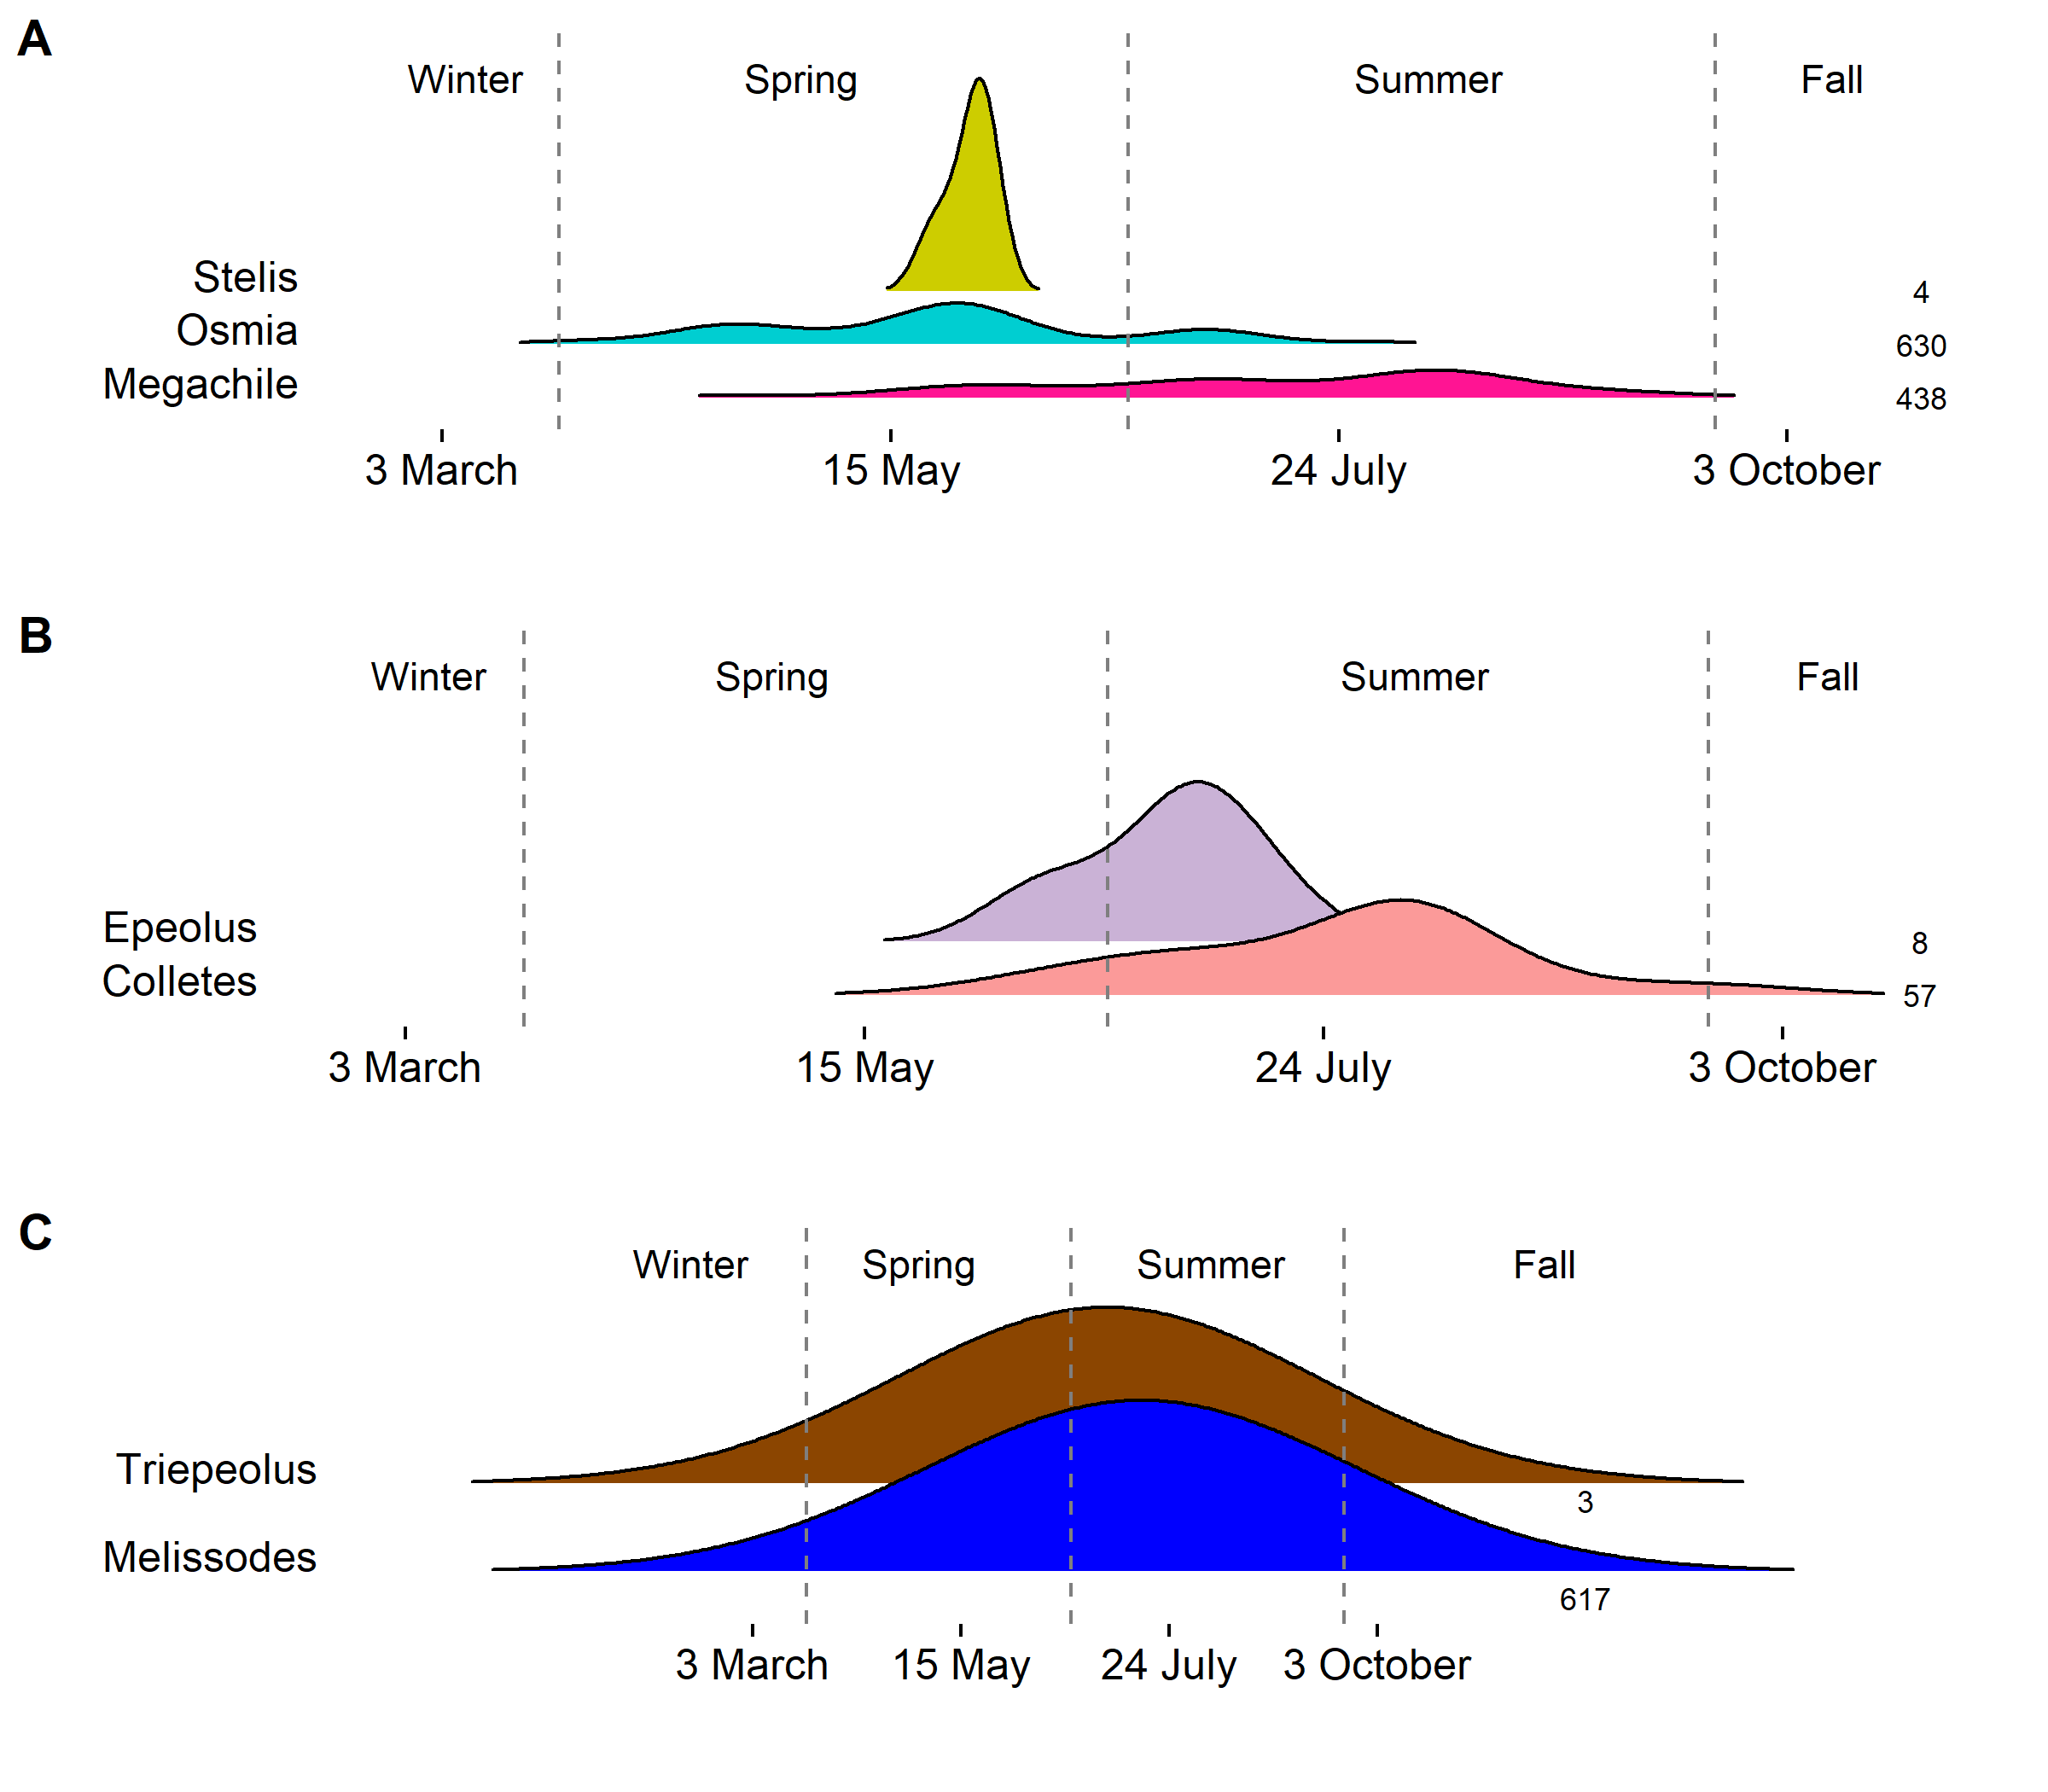 A
Winter Spring Summer Fall
Stelis 4
Osmia 630
Megachile 438
3 March 15 May 24 July 3 October
B
Winter Spring Summer Fall
Epeolus 8
Colletes 57
3 March 15 May 24 July 3 October
C
Winter Spring Summer Fall
Triepeolus 3
Melissodes 617
3 March 15 May 24 July 3 October